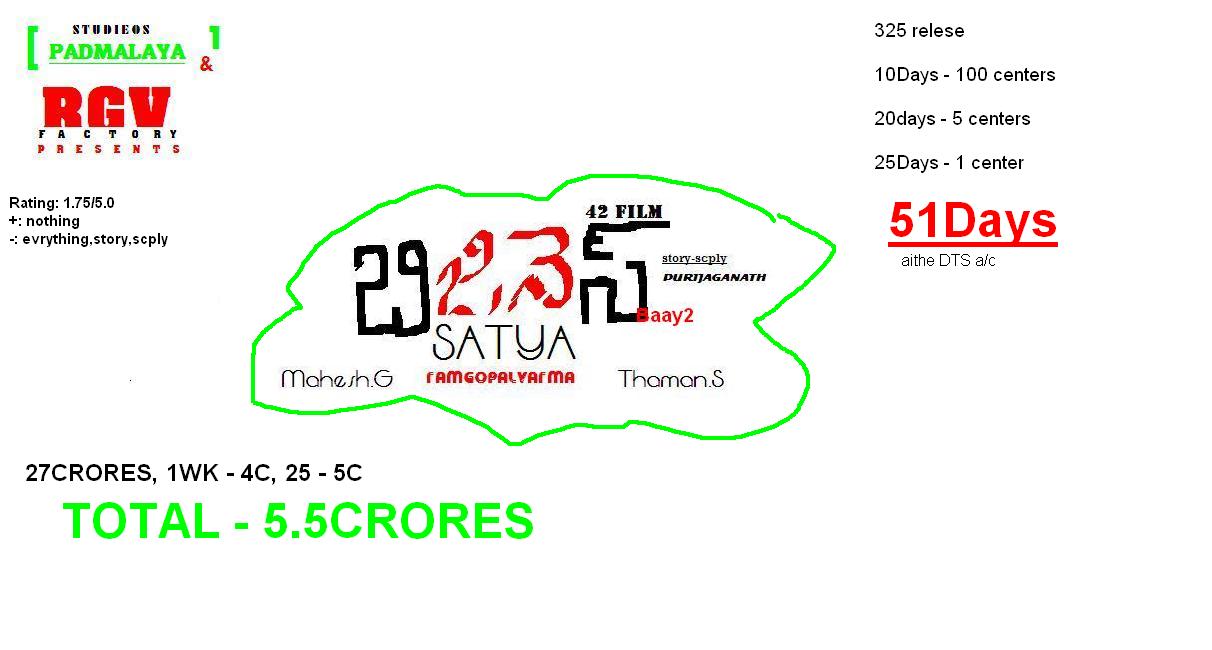 STUDIEOS
[ PADMALAYA ]
&
RGV
FACTORY
PRESENTS
Rating: 1.75/5.0
+: nothing
-: evrything,story,scply
42 FILM
బిజినెస్
story-scply
PURIJAGANATH
Baay2
SATYA
Mahesh.G
ramgopalvarma
Thaman.S
325 relese
10Days - 100 centers
20days - 5 centers
25Days - 1 center
51Days
aithe DTS a/c
27CRORES, 1WK - 4C, 25 - 5C
TOTAL - 5.5CRORES